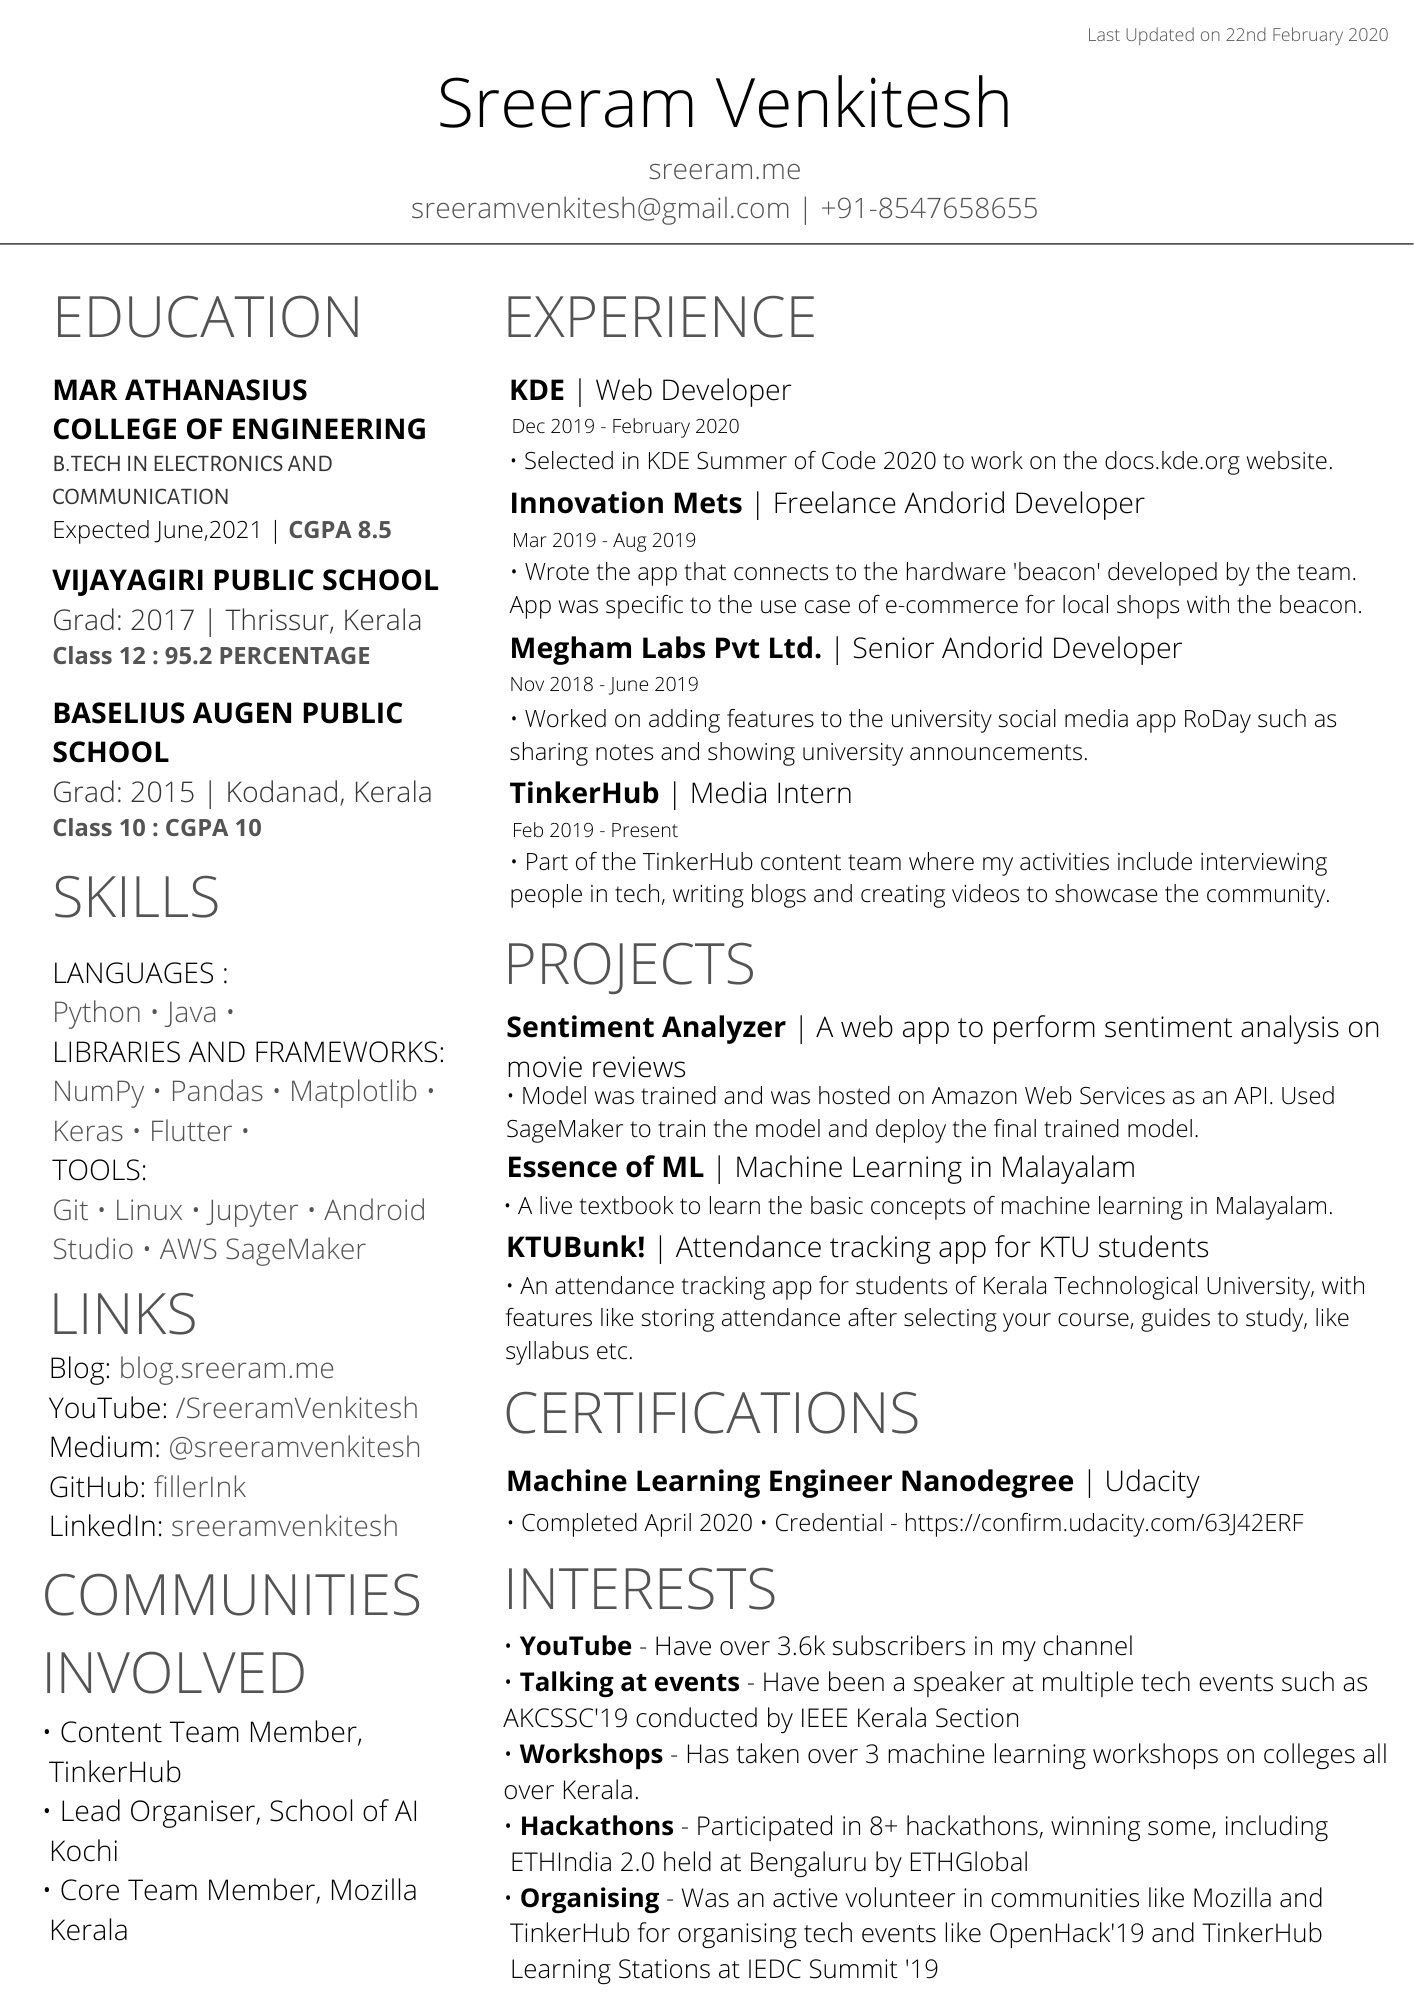 Last Updated on 22nd February 2020
Sreeram Venkitesh
sreeram.me
sreeramvenkitesh@gmail.com | +91-8547658655
EDUCATION
MAR ATHANASIUS
COLLEGE OF ENGINEERING
B.TECH IN ELECTRONICS AND
COMMUNICATION
Expected June,2021 | CGPA 8.5
VIJAYAGIRI PUBLIC SCHOOL
Grad: 2017 | Thrissur, Kerala
Class 12 : 95.2 PERCENTAGE
BASELIUS AUGEN PUBLIC
SCHOOL
Grad: 2015 | Kodanad, Kerala
Class 10 : CGPA 10
SKILLS
LANGUAGES :
Python • Java •
LIBRARIES AND FRAMEWORKS:
NumPy • Pandas • Matplotlib •
Keras • Flutter •
TOOLS:
Git • Linux • Jupyter • Android
Studio • AWS SageMaker
LINKS
Blog: blog.sreeram.me
YouTube: /SreeramVenkitesh
Medium: @sreeramvenkitesh
GitHub: fillerInk
LinkedIn: sreeramvenkitesh
COMMUNITIES
INVOLVED
• Content Team Member,
TinkerHub
• Lead Organiser, School of AI
Kochi
• Core Team Member, Mozilla
Kerala
EXPERIENCE
KDE | Web Developer
Dec 2019 - February 2020
• Selected in KDE Summer of Code 2020 to work on the docs.kde.org website.
Innovation Mets | Freelance Andorid Developer
Mar 2019 - Aug 2019
• Wrote the app that connects to the hardware 'beacon' developed by the team.
App was specific to the use case of e-commerce for local shops with the beacon.
Megham Labs Pvt Ltd. | Senior Andorid Developer
Nov 2018 - June 2019
• Worked on adding features to the university social media app RoDay such as
sharing notes and showing university announcements.
TinkerHub | Media Intern
Feb 2019 - Present
• Part of the TinkerHub content team where my activities include interviewing
people in tech, writing blogs and creating videos to showcase the community.
PROJECTS
Sentiment Analyzer | A web app to perform sentiment analysis on
movie reviews
• Model was trained and was hosted on Amazon Web Services as an API. Used
SageMaker to train the model and deploy the final trained model.
Essence of ML | Machine Learning in Malayalam
• A live textbook to learn the basic concepts of machine learning in Malayalam.
KTUBunk! | Attendance tracking app for KTU students
• An attendance tracking app for students of Kerala Technological University, with
features like storing attendance after selecting your course, guides to study, like
syllabus etc.
CERTIFICATIONS
Machine Learning Engineer Nanodegree | Udacity
• Completed April 2020 • Credential - https://confirm.udacity.com/63J42ERF
INTERESTS
• YouTube - Have over 3.6k subscribers in my channel
• Talking at events - Have been a speaker at multiple tech events such as
AKCSSC'19 conducted by IEEE Kerala Section
• Workshops - Has taken over 3 machine learning workshops on colleges all
over Kerala.
• Hackathons - Participated in 8+ hackathons, winning some, including
ETHIndia 2.0 held at Bengaluru by ETHGlobal
• Organising - Was an active volunteer in communities like Mozilla and
TinkerHub for organising tech events like OpenHack'19 and TinkerHub
Learning Stations at IEDC Summit '19